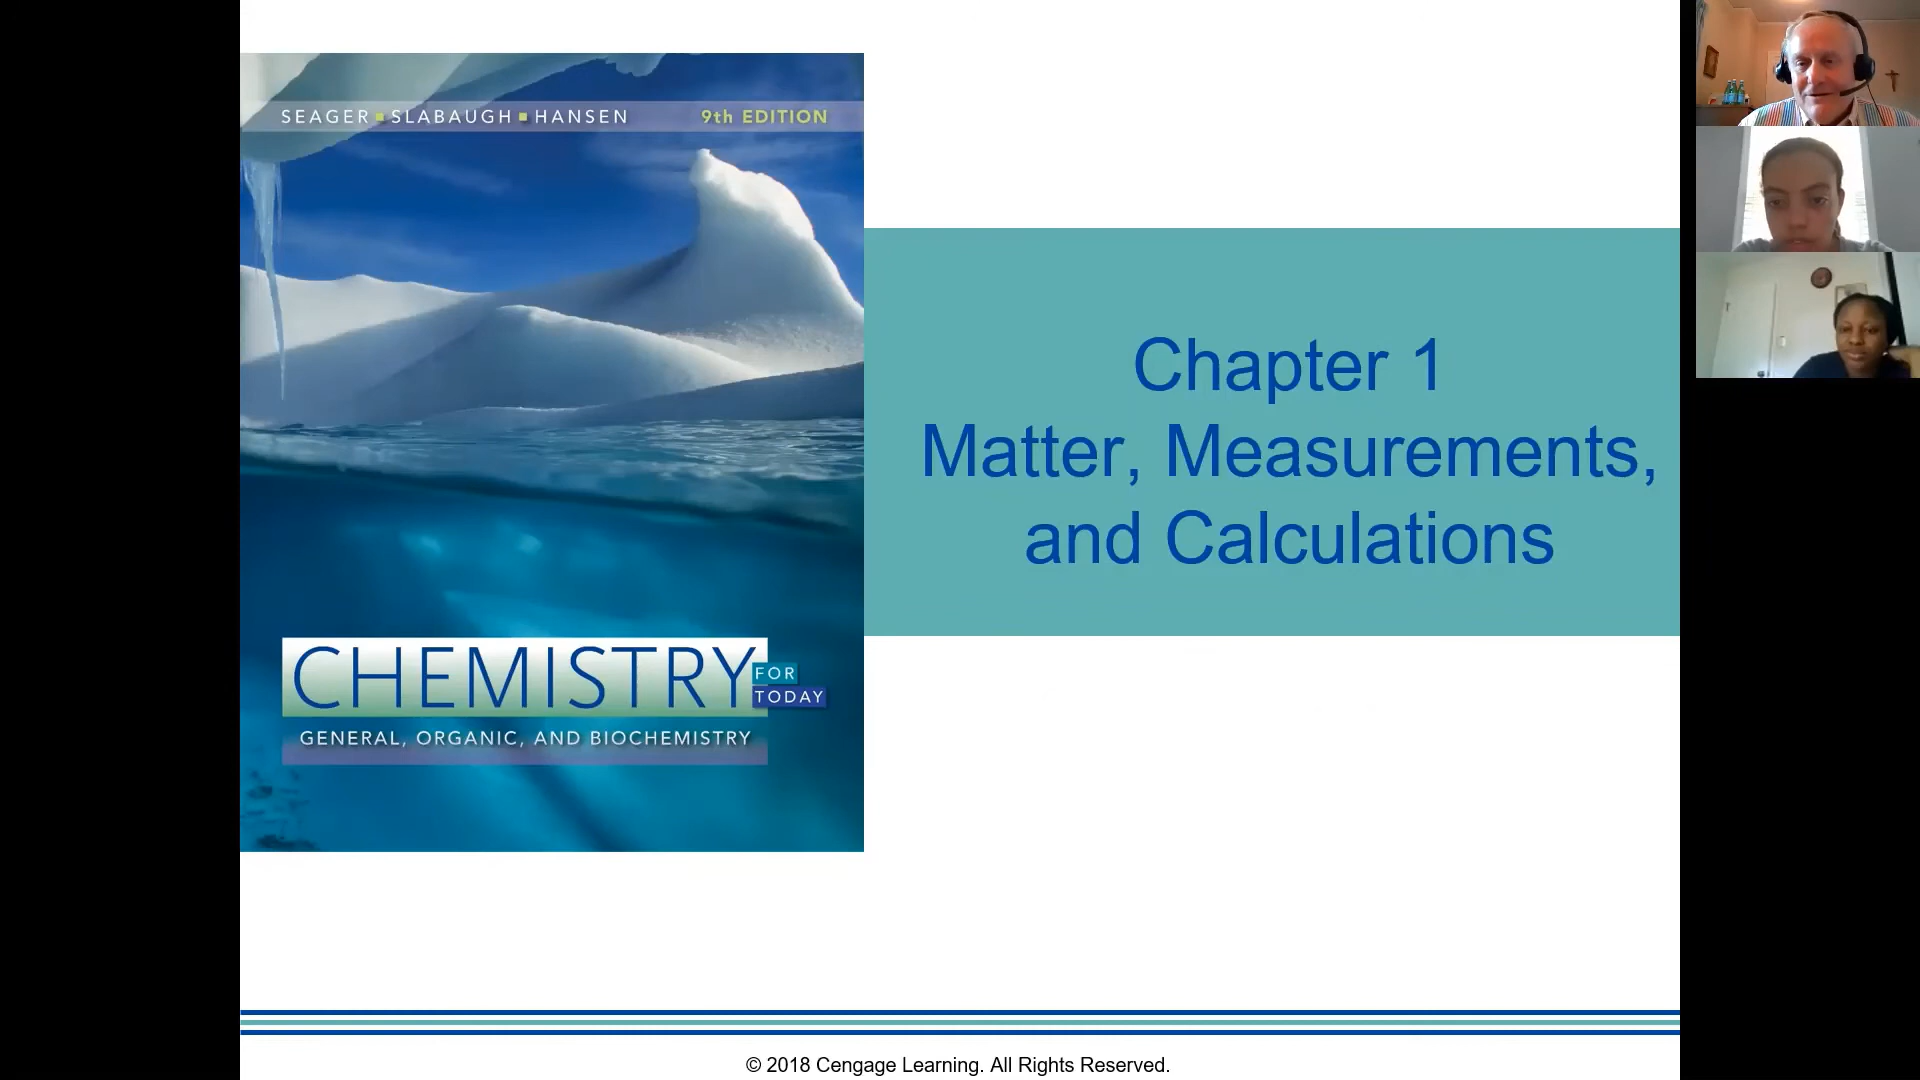 SEAGER ▪ SLABAUGH ▪ HANSEN 9th EDITION
CHEMISTRY FOR TODAY
GENERAL, ORGANIC, AND BIOCHEMISTRY
Chapter 1
Matter, Measurements,
and Calculations
© 2018 Cengage Learning. All Rights Reserved.